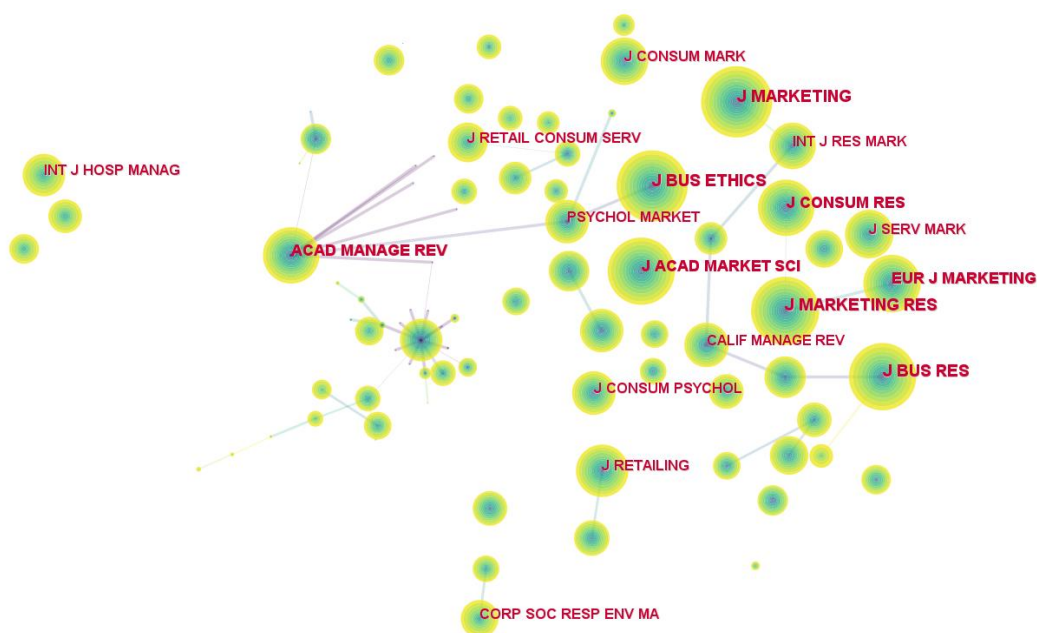 J CONSUM MARK
J MARKETING
J RETAIL CONSUM SERV
INT J RES MARK
INT J HOSP MANAG
J BUS ETHICS
J CONSUM RES
PSYCHOL MARKET
J SERV MARK
ACAD MANAGE REV
J ACAD MARKET SCI
EUR J MARKETING
J MARKETING RES
CALIF MANAGE REV
J BUS RES
J CONSUM PSYCHOL
J RETAILING
CORP SOC RESP ENV MA